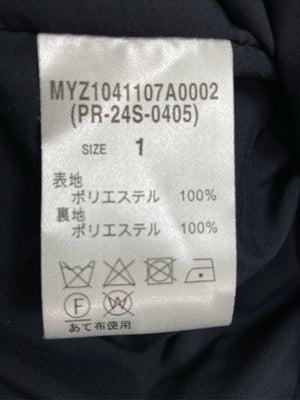 MYZ1041107A0002
(PR-24S-0405)
SIZE 1
表地
ポリエステル 100%
裏地
ポリエステル 100%
F W
あて布使用